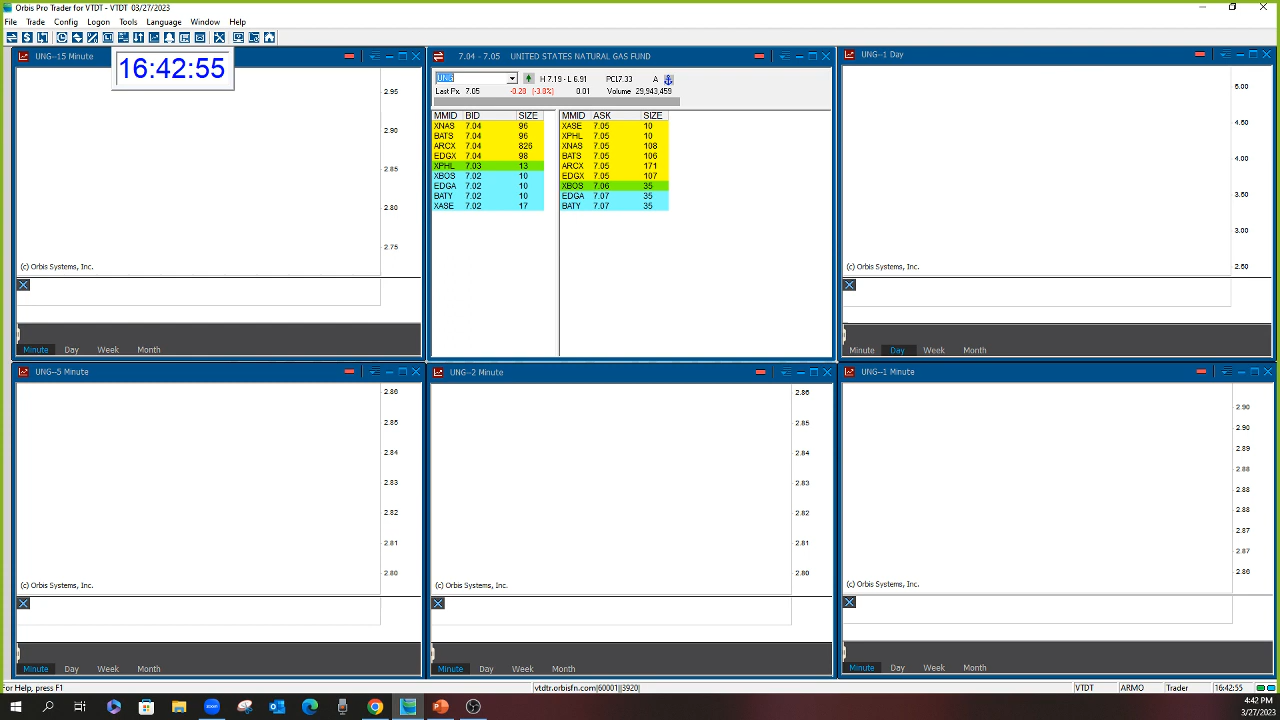 Orbis Pro Trader for VTDT - VTDT 03/27/2023
File Trade Config Logon Tools Language Window Help
16:42:55
UNG--15 Minute
2.95
2.90
2.85
2.80
2.75
(c) Orbis Systems, Inc.
Minute Day Week Month
7.04 - 7.05 UNITED STATES NATURAL GAS FUND
UNG H 7.19 - L 6.91 PCL7.33 A
Last Px. 7.05 -0.28 (-3.8%) 0.01 Volume 29,943,459
MMID BID SIZE MMID ASK SIZE
XNAS 7.04 96 XASE 7.05 10
BATS 7.04 96 XPHL 7.05 10
ARCX 7.04 826 XNAS 7.05 108
EDGX 7.04 98 BATS 7.05 106
XPHL 7.03 13 ARCX 7.05 171
XBOS 7.02 10 EDGX 7.05 107
EDGA 7.02 10 XBOS 7.06 35
BATY 7.02 10 EDGA 7.07 35
XASE 7.02 17 BATY 7.07 35
UNG--1 Day
5.00
4.50
4.00
3.50
3.00
2.50
(c) Orbis Systems, Inc.
Minute Day Week Month
UNG--5 Minute
2.86
2.85
2.84
2.83
2.82
2.81
2.80
(c) Orbis Systems, Inc.
Minute Day Week Month
UNG--2 Minute
2.86
2.85
2.84
2.83
2.82
2.81
2.80
(c) Orbis Systems, Inc.
Minute Day Week Month
UNG--1 Minute
2.90
2.90
2.89
2.88
2.88
2.88
2.87
2.87
2.86
(c) Orbis Systems, Inc.
Minute Day Week Month
or Help, press F1 vtdtr.orbisfn.com|60001||3920| VTDT ARMO Trader 16:42:55
zoom
4:42 PM
3/27/2023